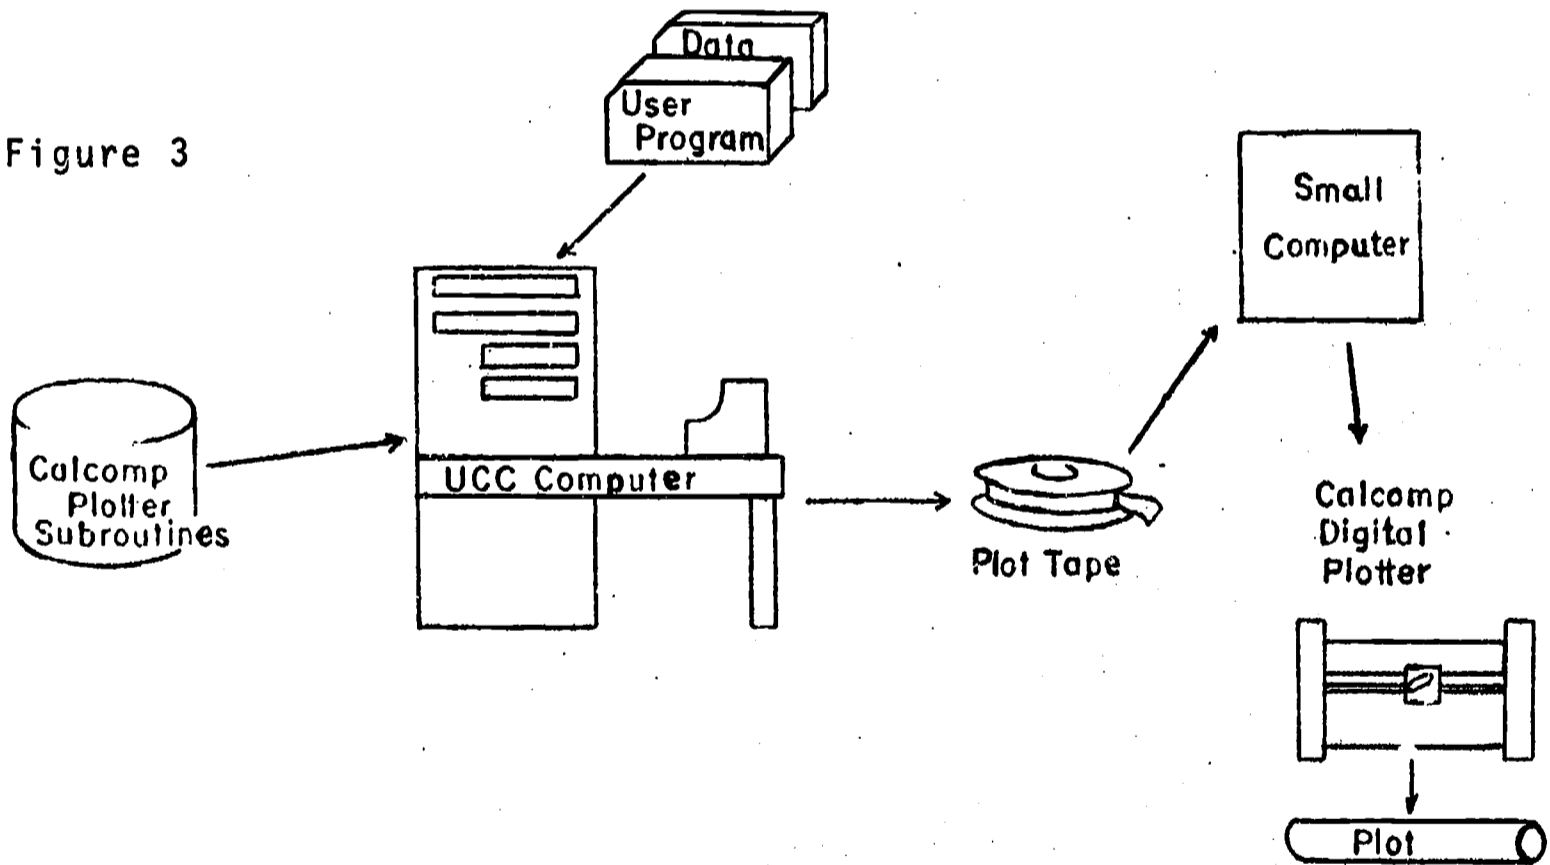 Figure 3
Data
User
Program
Small
Computer
Calcomp
Plotter
Subroutines
UCC Computer
Plot Tape
Calcomp
Digital
Plotter
Plot